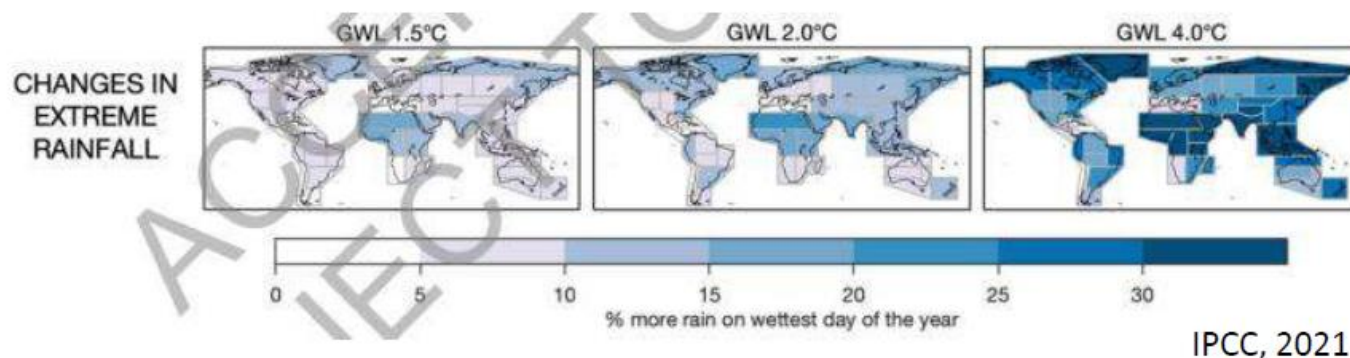 GWL 1.5°C
GWL 2.0°C
GWL 4.0°C
CHANGES IN
EXTREME
RAINFALL
0
5
10
15
20
25
30
% more rain on wettest day of the year
IPCC, 2021